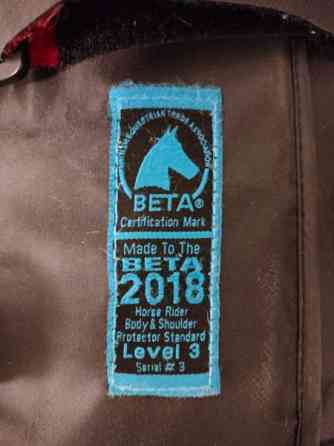 BRITISH EQUESTRIAN TRADE ASSOCIATION
BETA®
Certification Mark
Made To The
BETA
2018
Horse Rider
Body & Shoulder
Protector Standard
Level 3
Serial # 3